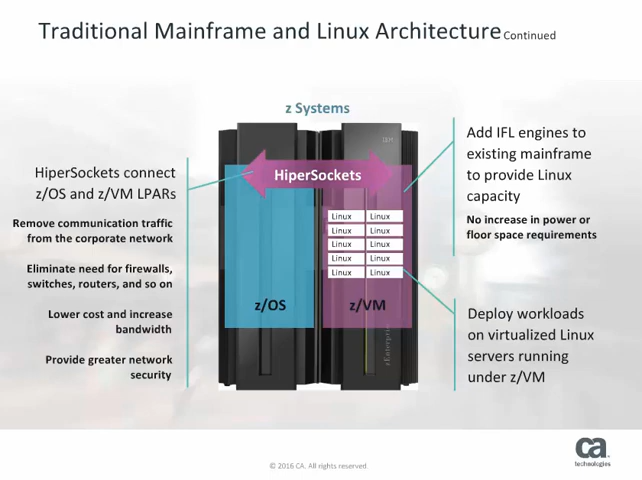 Traditional Mainframe and Linux Architecture Continued
z Systems
HiperSockets connect
z/OS and z/VM LPARs
Remove communication traffic
from the corporate network
Eliminate need for firewalls,
switches, routers, and so on
Lower cost and increase
bandwidth
Provide greater network
security
IBM
HiperSockets
Linux Linux
Linux Linux
Linux Linux
Linux Linux
Linux Linux
z/OS
z/VM
zEnterprise
Add IFL engines to
existing mainframe
to provide Linux
capacity
No increase in power or
floor space requirements
Deploy workloads
on virtualized Linux
servers running
under z/VM
© 2016 CA. All rights reserved
ca
technologies